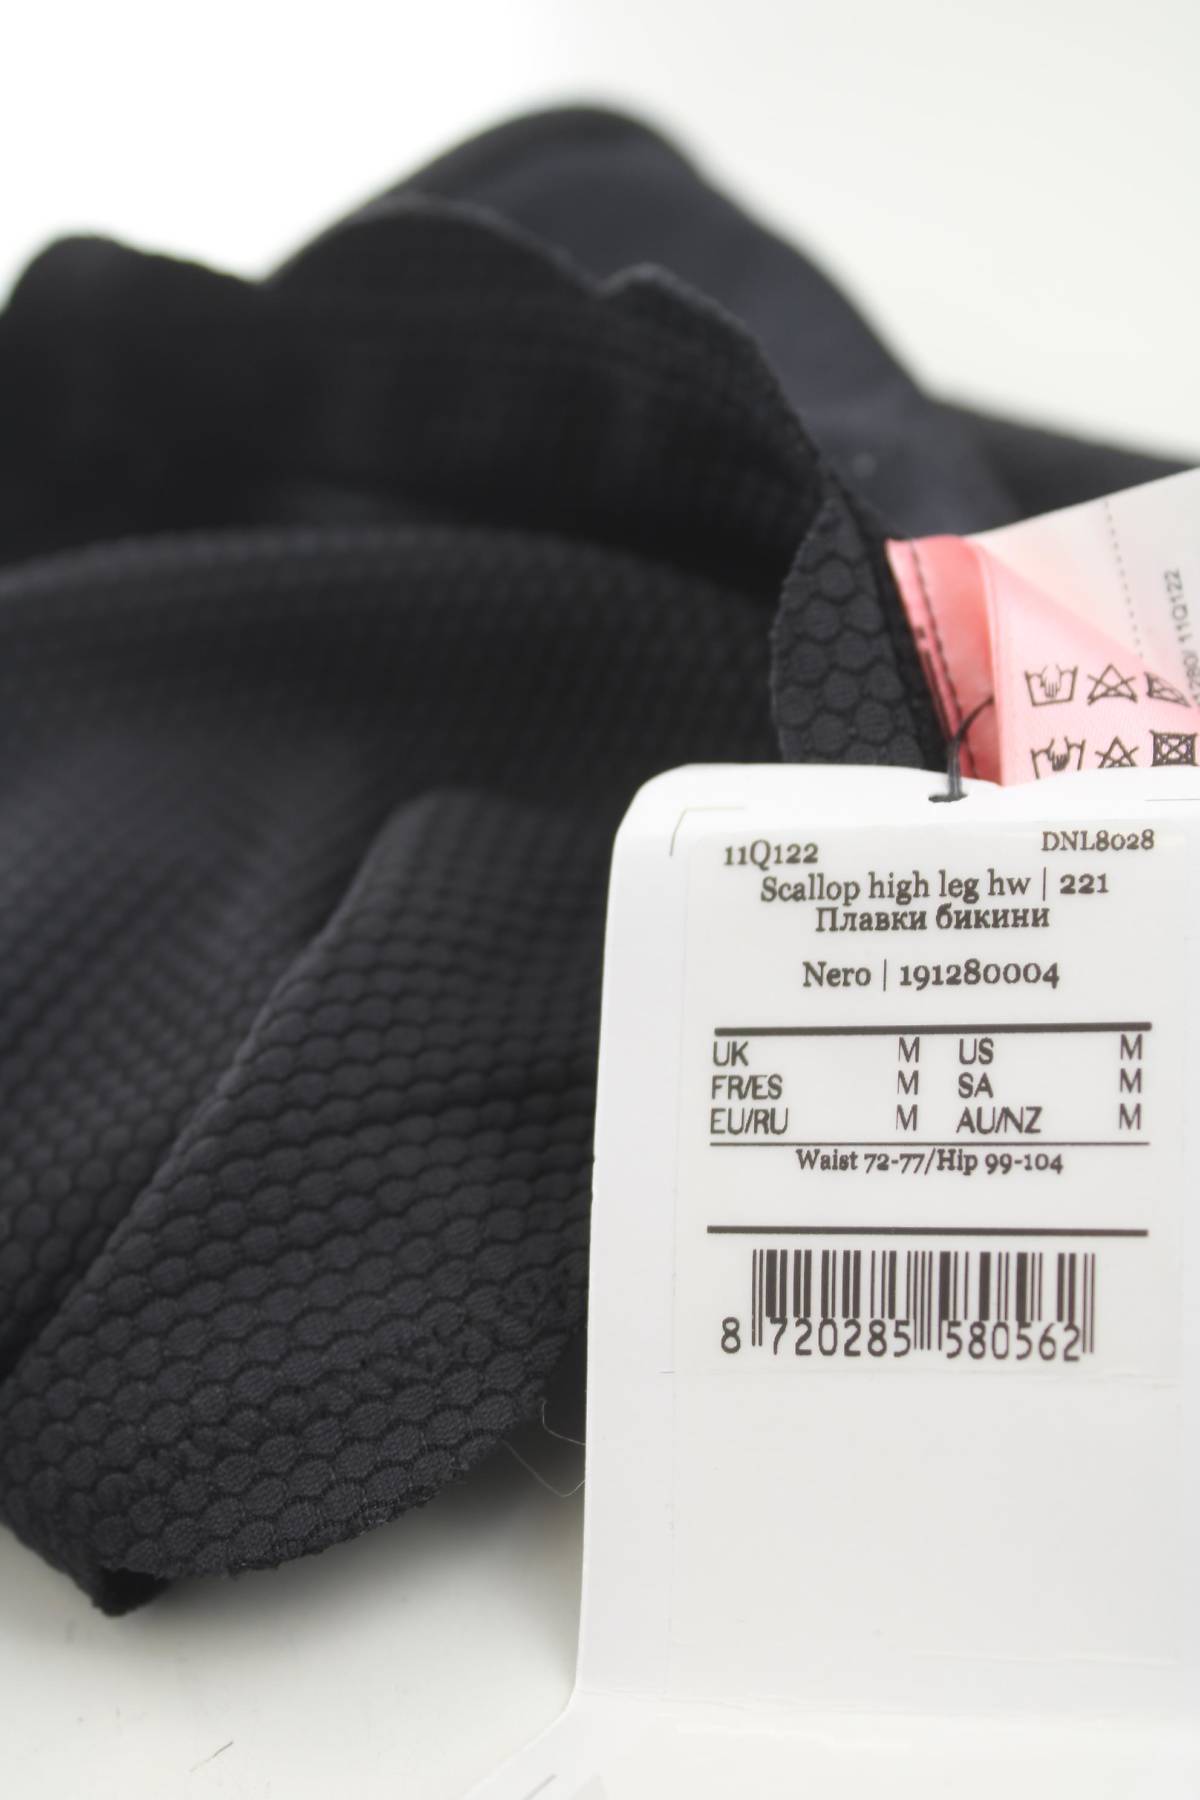 11Q122
11Q122 DNL8028
Scallop high leg hw | 221
Плавки бикини
Nero | 191280004
UK M US M
FR/ES M SA M
EU/RU M AU/NZ M
Waist 72-77/Hip 99-104
8 720285 580562